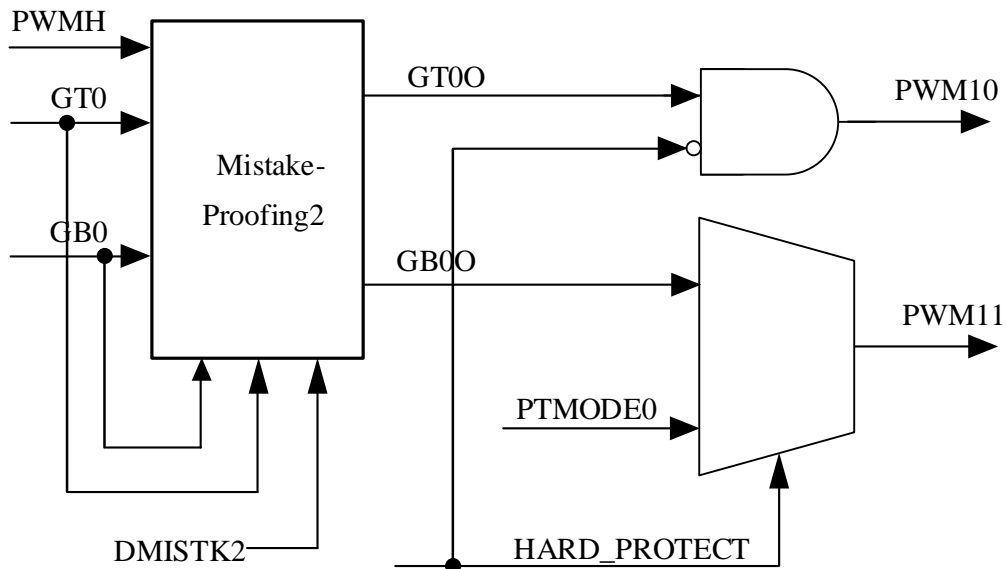 PWMH
GT0
GB0
Mistake-
Proofing2
GT0O
GB0O
PWM10
PWM11
PTMODE0
DMISTK2
HARD_PROTECT